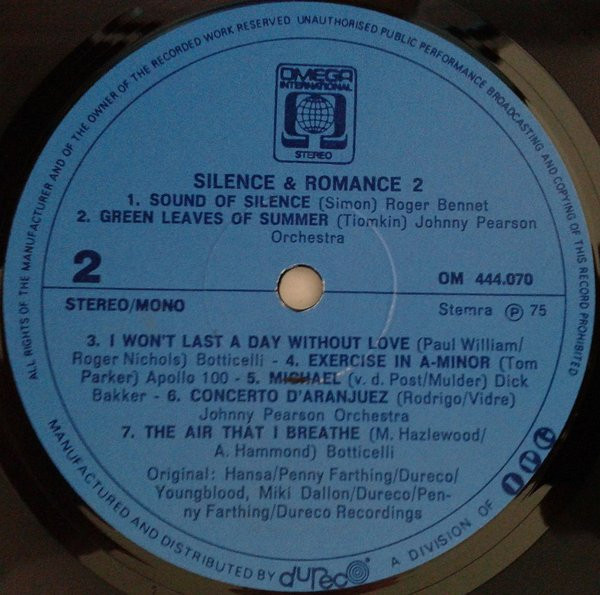 ALL RIGHTS OF THE MANUFACTURER AND OF THE OWNER OF THE RECORDED WORK RESERVED UNAUTHORISED PUBLIC PERFORMANCE BROADCASTING AND COPYING OF THIS RECORD PROHIBITED
OMEGA
INTERNATIONAL
STEREO
SILENCE & ROMANCE 2
1. SOUND OF SILENCE (Simon) Roger Bennet
2. GREEN LEAVES OF SUMMER (Tiomkin) Johnny Pearson
Orchestra
2
OM 444.070
STEREO/MONO
Stemra Ⓟ 75
3. I WON'T LAST A DAY WITHOUT LOVE (Paul William/
Roger Nichols) Botticelli - 4. EXERCISE IN A-MINOR (Tom
Parker) Apollo 100 - 5. MICHAEL (v. d. Post/Mulder) Dick
Bakker - 6. CONCERTO D'ARANJUEZ (Rodrigo/Vidre)
Johnny Pearson Orchestra
7. THE AIR THAT I BREATHE (M. Hazlewood/
A. Hammond) Botticelli
Original: Hansa/Penny Farthing/Dureco/
Youngblood, Miki Dallon/Dureco/Pen-
ny Farthing/Dureco Recordings
MANUFACTURED AND DISTRIBUTED BY dureco A DIVISION OF